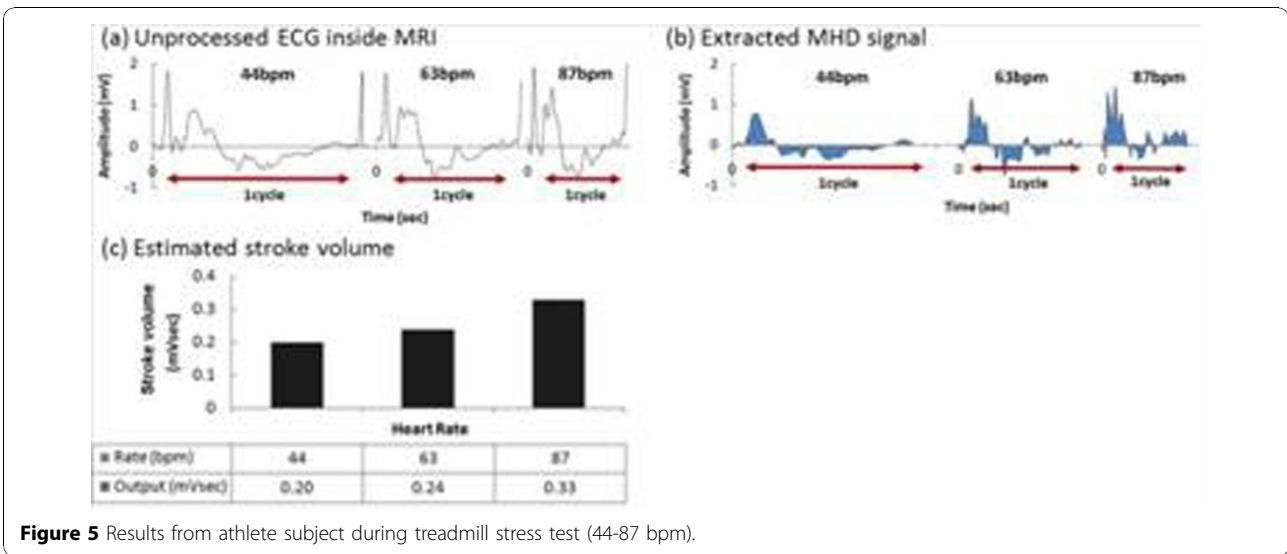 (a) Unprocessed ECG inside MRI
2
1
0
-1
Amplitude (mV)
44bpm
63bpm
87bpm
0
0
0
1cycle
1cycle
1cycle
Time (sec)
(b) Extracted MHD signal
2
1
0
-1
Amplitude (mV)
44bpm
63bpm
87bpm
0
0
0
1cycle
1cycle
1cycle
Time (sec)
(c) Estimated stroke volume
0.4
0.3
0.2
0.1
0
Stroke volume
(mVsec)
Heart Rate
Rate (bpm) 44 63 87
Output (mVsec) 0.20 0.24 0.33
Figure 5 Results from athlete subject during treadmill stress test (44-87 bpm).